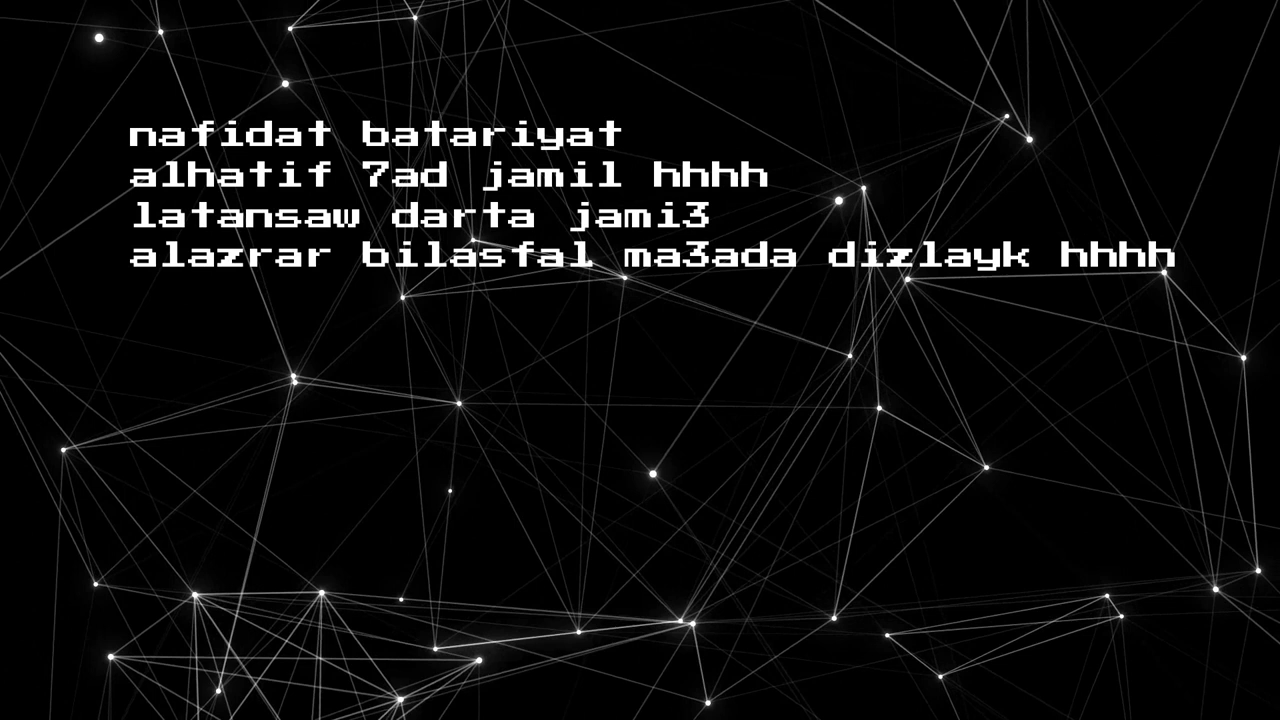 nafidat batariyat
alhatif 7ad jamil hhhh
latansaw darta jami3
alazrar bilasfal ma3ada dizlayk hhhh